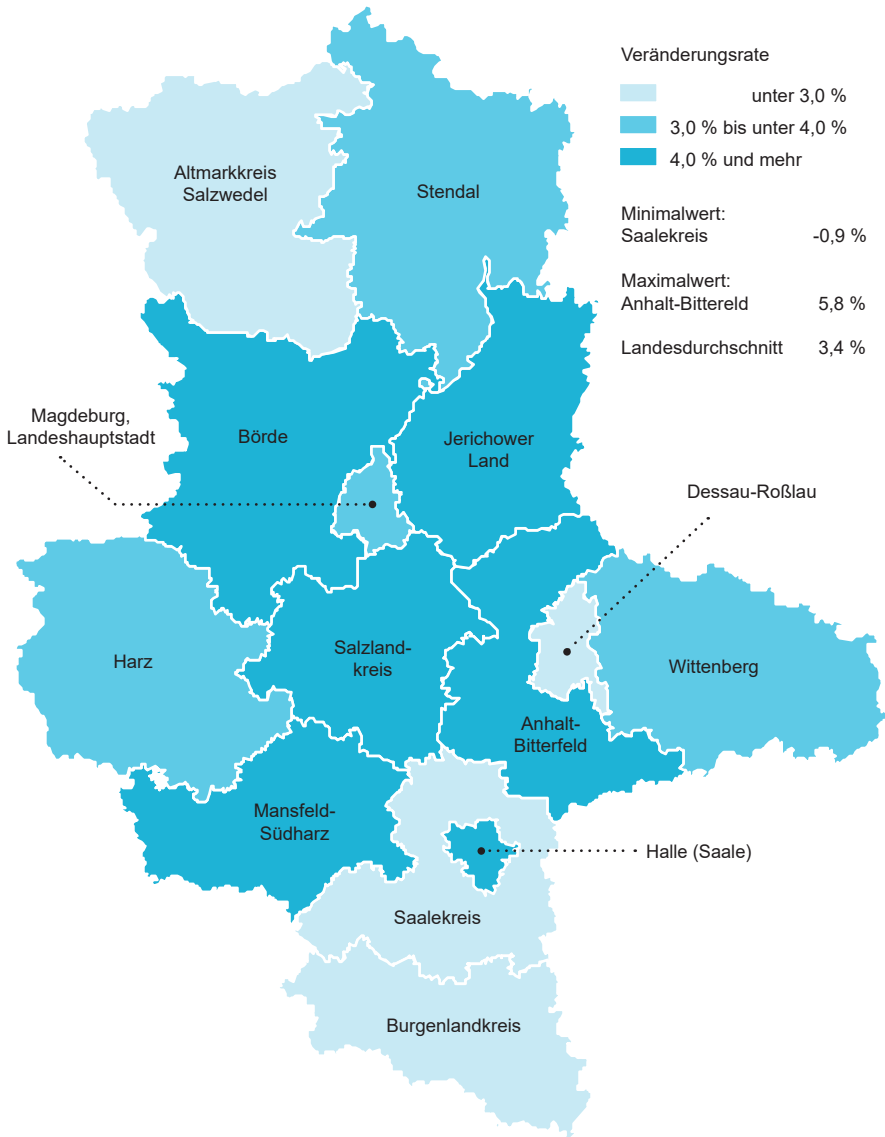 Veränderungsrate
unter 3,0 %
3,0 % bis unter 4,0 %
4,0 % und mehr
Minimalwert:
Saalekreis -0,9 %
Maximalwert:
Anhalt-Bittereld 5,8 %
Landesdurchschnitt 3,4 %
Altmarkkreis
Salzwedel
Stendal
Magdeburg,
Landeshauptstadt
Börde
Jerichower
Land
Dessau-Roßlau
Harz
Salzland-
kreis
Wittenberg
Anhalt-
Bitterfeld
Mansfeld-
Südharz
Halle (Saale)
Saalekreis
Burgenlandkreis